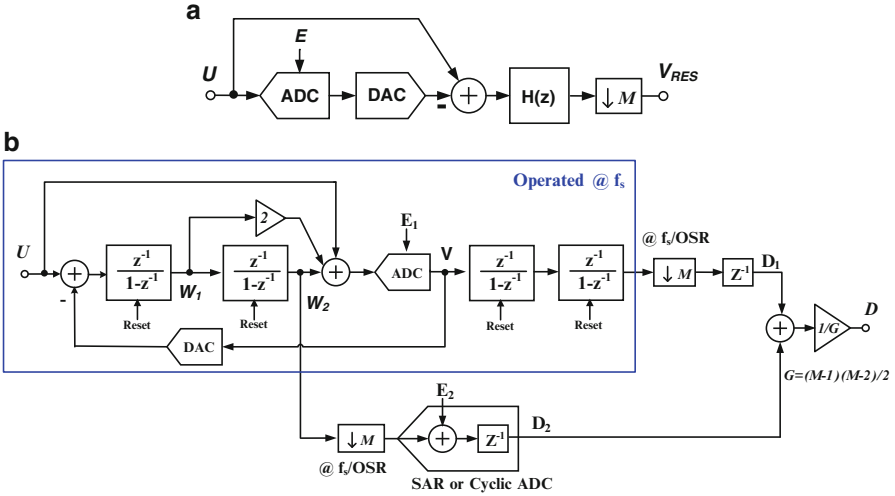 a
E
U
ADC
DAC
-
+
H(z)
↓ M
V_RES
b
Operated @ f_s
U
+
-
z^-1
1-z^-1
Reset
W_1
2
z^-1
1-z^-1
Reset
W_2
+
E_1
ADC
V
DAC
z^-1
1-z^-1
Reset
z^-1
1-z^-1
Reset
@ f_s/OSR
↓ M
Z^-1
D_1
+
1/G
D
G=(M-1)(M-2)/2
↓ M
@ f_s/OSR
E_2
+
Z^-1
D_2
SAR or Cyclic ADC